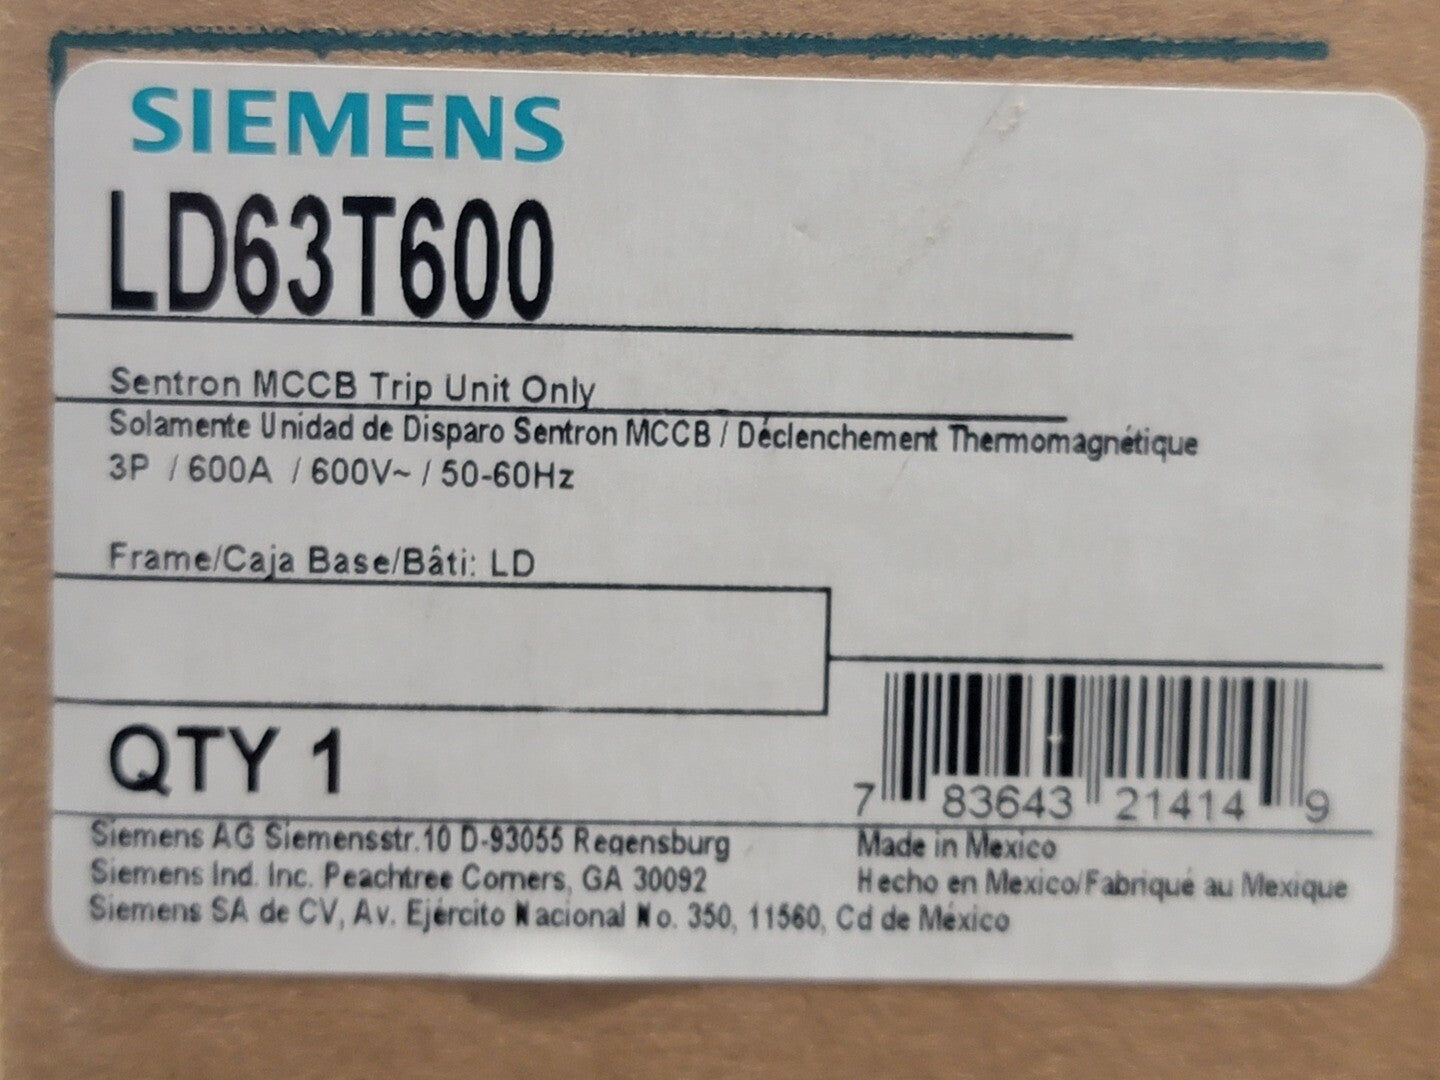 SIEMENS
LD63T600
Sentron MCCB Trip Unit Only
Solamente Unidad de Disparo Sentron MCCB / Déclenchement Thermomagnétique
3P / 600A / 600V~ / 50-60Hz
Frame/Caja Base/Bâti: LD
QTY 1
7 83643 21414 9
Siemens AG Siemensstr.10 D-93055 Regensburg
Siemens Ind. Inc. Peachtree Corners, GA 30092
Siemens SA de CV, Av. Ejército Nacional No. 350, 11560, Cd de México
Made in Mexico
Hecho en Mexico/Fabriqué au Mexique